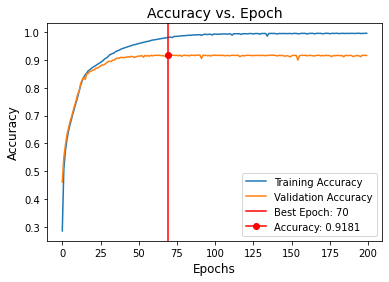 Accuracy vs. Epoch
Accuracy
1.0
0.9
0.8
0.7
0.6
0.5
0.4
0.3
Training Accuracy
Validation Accuracy
Best Epoch: 70
Accuracy: 0.9181
0 25 50 75 100 125 150 175 200
Epochs